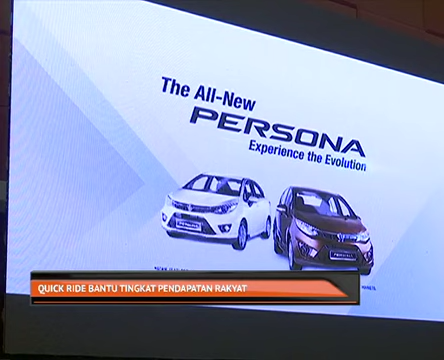 The All-New
PERSONA
Experience the Evolution
QUICK RIDE BANTU TINGKAT PENDAPATAN RAKYAT